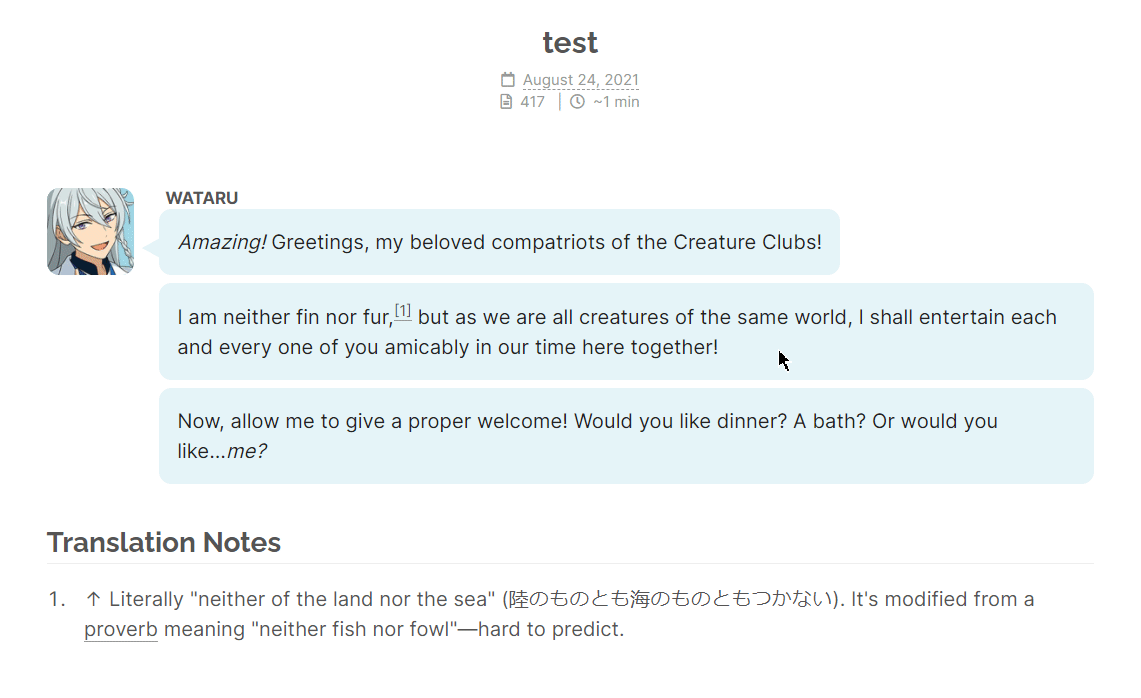 test
August 24, 2021
417 | ~1 min
WATARU
Amazing! Greetings, my beloved compatriots of the Creature Clubs!
I am neither fin nor fur,[1] but as we are all creatures of the same world, I shall entertain each
and every one of you amicably in our time here together!
Now, allow me to give a proper welcome! Would you like dinner? A bath? Or would you
like...me?
Translation Notes
1. ↑ Literally "neither of the land nor the sea" (陸のものとも海のものともつかない). It's modified from a
proverb meaning "neither fish nor fowl"—hard to predict.